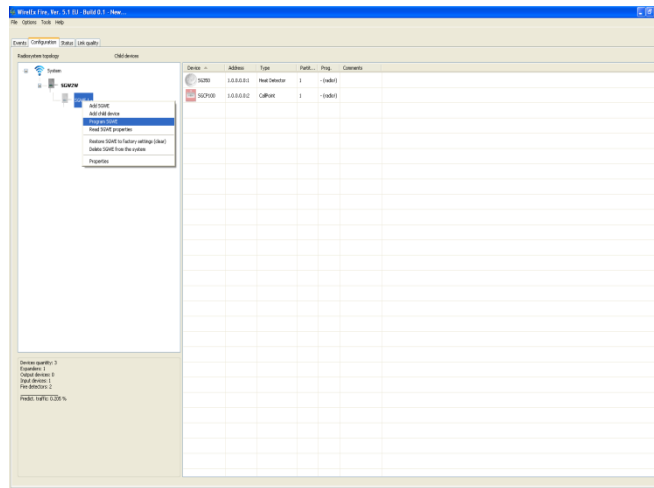 WireEx Fire. Ver. 5.1 EU - Build 0.1 - New...
File Options Tools Help
Events Configuration Status Link quality
Radiosystem topology Child devices
System
SGW2W
Add SGWE
Add child device
Program SGWE
Read SGWE properties
Restore SGWE to factory settings (clear)
Delete SGWE from the system
Properties
Device Address Type Partit... Prog. Comments
1-0.0.0.0:1 Heat Detector 1 - (radio!)
SGCP100 1-0.0.0.0:2 CallPoint 1 - (radio!)
Devices quantity: 3
Expanders: 1
Output devices: 0
Input devices: 1
Fire detectors: 2
Predict. traffic: 0.205 %